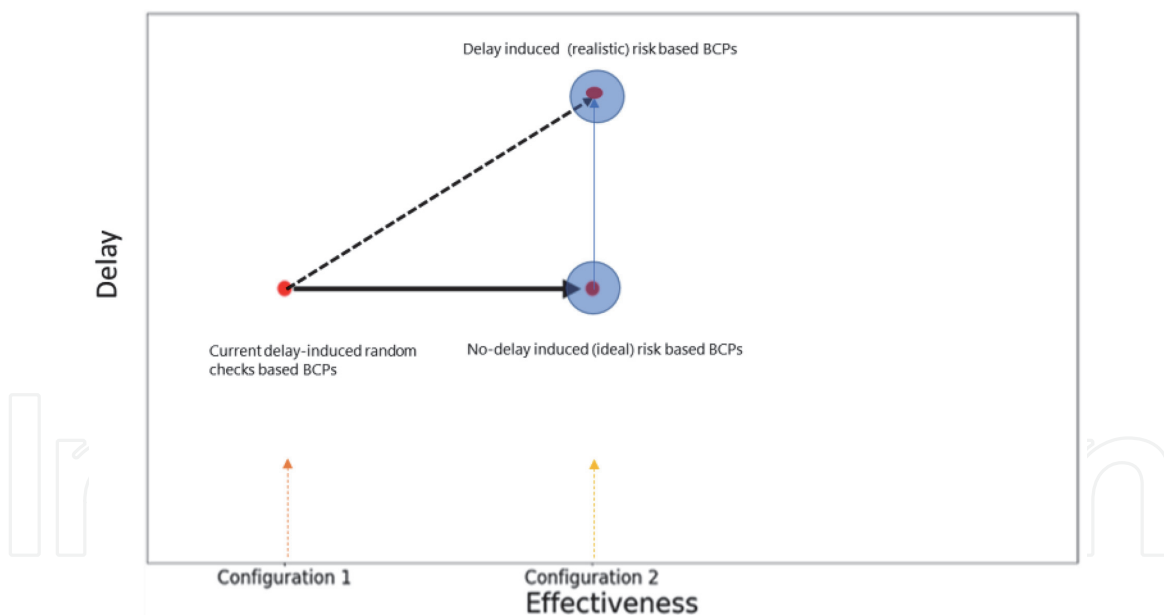 Delay induced (realistic) risk based BCPs
Delay
Current delay-induced random
checks based BCPs
No-delay induced (ideal) risk based BCPs
Configuration 1
Configuration 2
Effectiveness